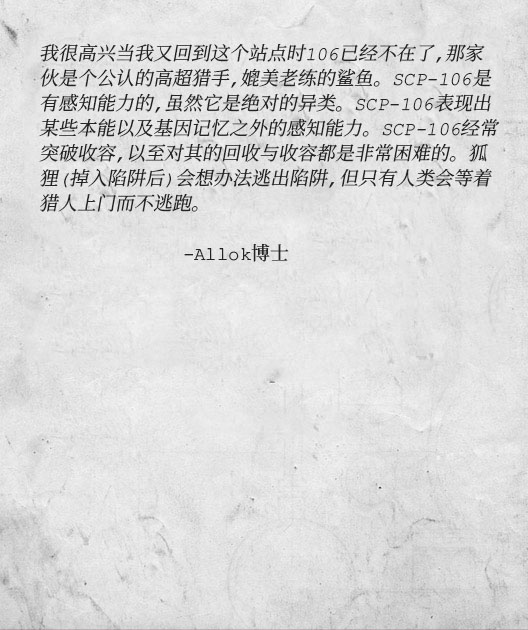 我很高兴当我又回到这个站点时106已经不在了,那家
伙是个公认的高超猎手,媲美老练的鲨鱼。SCP-106是
有感知能力的,虽然它是绝对的异类。SCP-106表现出
某些本能以及基因记忆之外的感知能力。SCP-106经常
突破收容,以至对其的回收与收容都是非常困难的。狐
狸(掉入陷阱后)会想办法逃出陷阱,但只有人类会等着
猎人上门而不逃跑。
-Allok博士